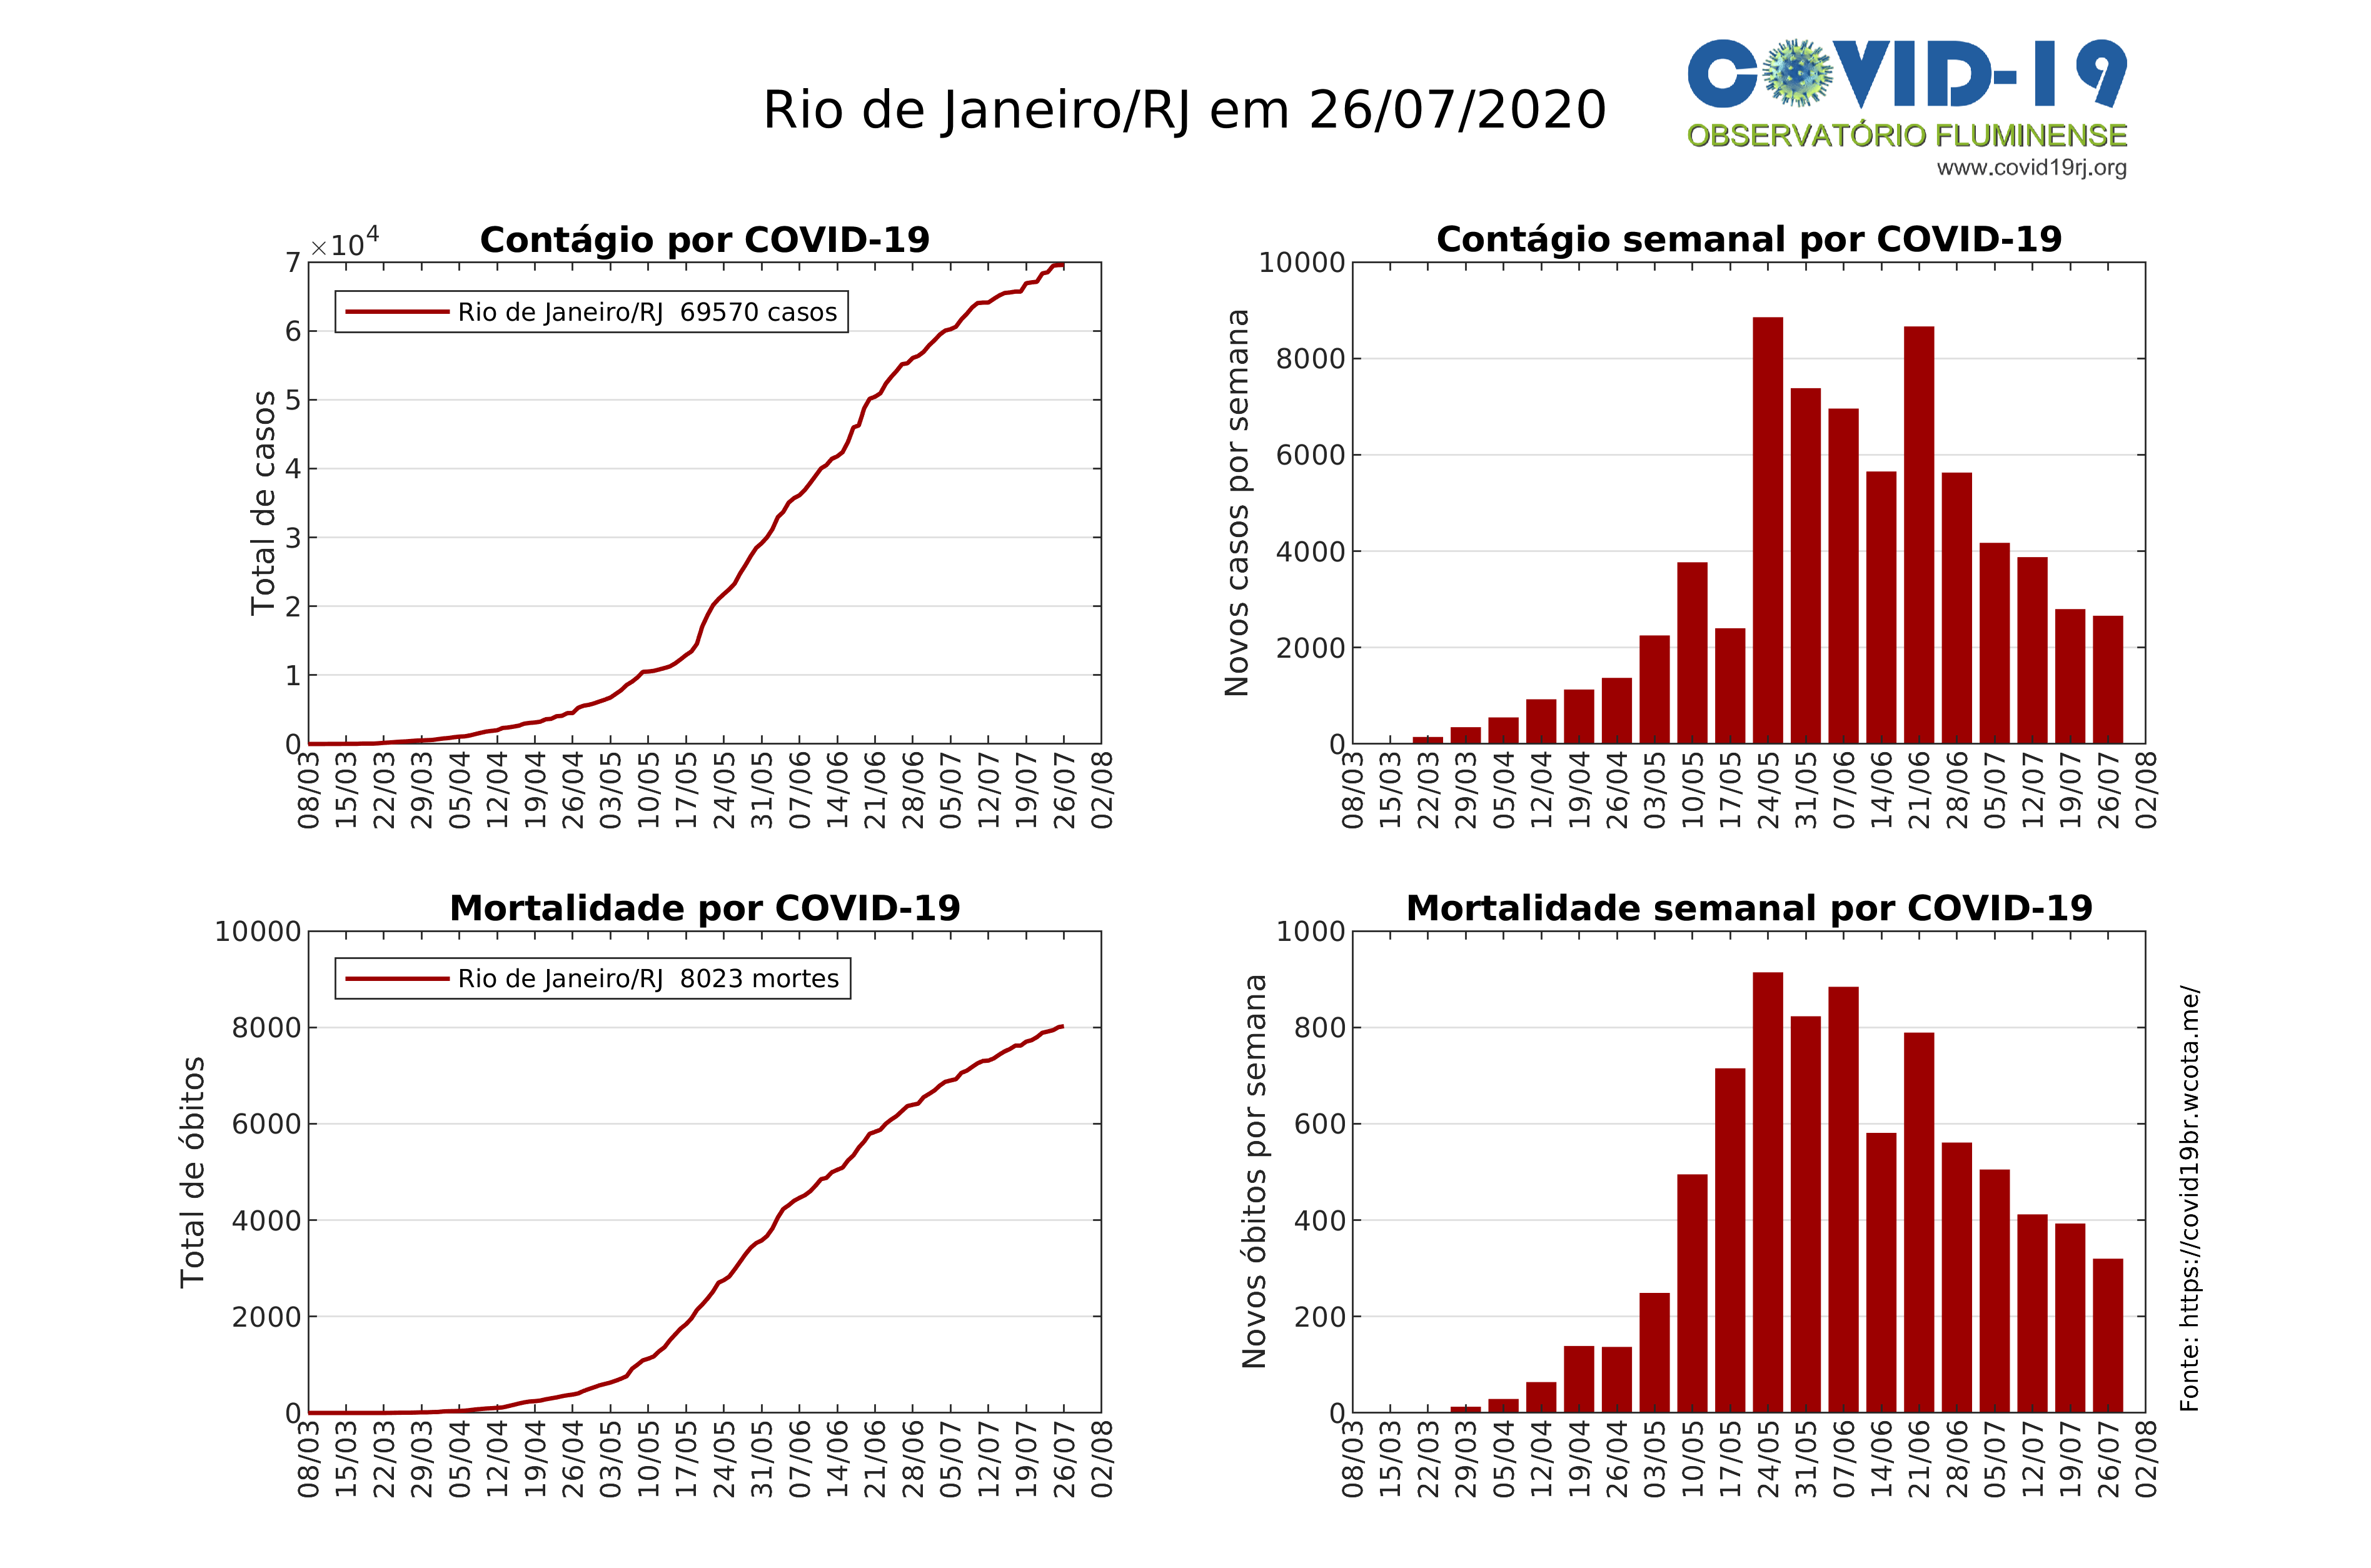 Rio de Janeiro/RJ em 26/07/2020
COVID-19
OBSERVATÓRIO FLUMINENSE
www.covid19rj.org
Contágio por COVID-19
×10^4
Total de casos
7
6
5
4
3
2
1
0
Rio de Janeiro/RJ 69570 casos
08/03 15/03 22/03 29/03 05/04 12/04 19/04 26/04 03/05 10/05 17/05 24/05 31/05 07/06 14/06 21/06 28/06 05/07 12/07 19/07 26/07 02/08
Contágio semanal por COVID-19
Novos casos por semana
10000
8000
6000
4000
2000
0
08/03 15/03 22/03 29/03 05/04 12/04 19/04 26/04 03/05 10/05 17/05 24/05 31/05 07/06 14/06 21/06 28/06 05/07 12/07 19/07 26/07 02/08
Mortalidade por COVID-19
Total de óbitos
10000
8000
6000
4000
2000
0
Rio de Janeiro/RJ 8023 mortes
08/03 15/03 22/03 29/03 05/04 12/04 19/04 26/04 03/05 10/05 17/05 24/05 31/05 07/06 14/06 21/06 28/06 05/07 12/07 19/07 26/07 02/08
Mortalidade semanal por COVID-19
Novos óbitos por semana
1000
800
600
400
200
0
08/03 15/03 22/03 29/03 05/04 12/04 19/04 26/04 03/05 10/05 17/05 24/05 31/05 07/06 14/06 21/06 28/06 05/07 12/07 19/07 26/07 02/08
Fonte: https://covid19br.wcota.me/